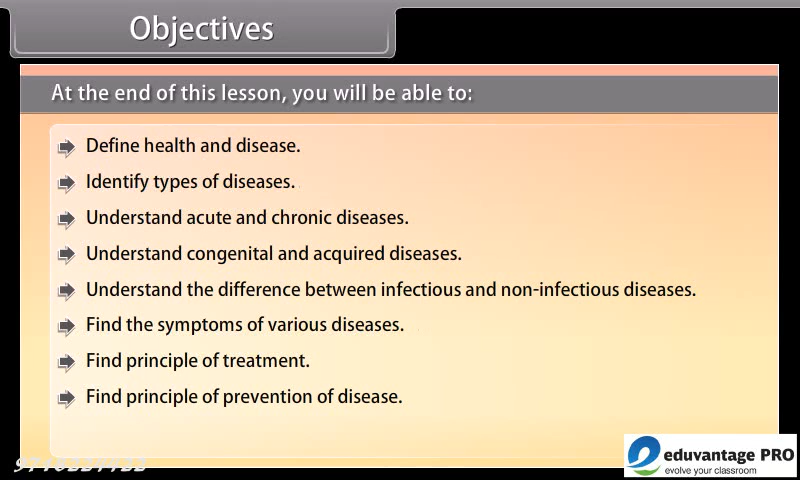 Objectives
At the end of this lesson, you will be able to:
Define health and disease.
Identify types of diseases.
Understand acute and chronic diseases.
Understand congenital and acquired diseases.
Understand the difference between infectious and non-infectious diseases.
Find the symptoms of various diseases.
Find principle of treatment.
Find principle of prevention of disease.
eduvantage PRO
evolve your classroom